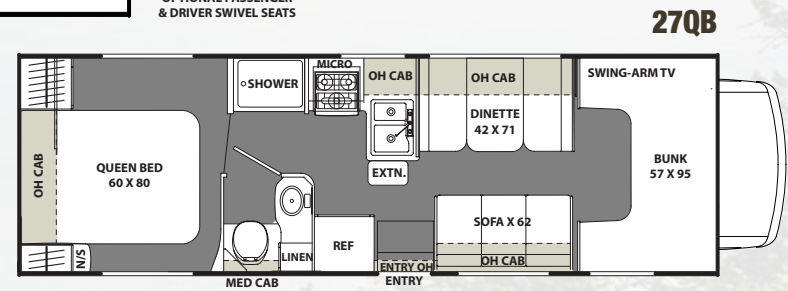 & DRIVER SWIVEL SEATS
27QB
MICRO
SHOWER
OH CAB
OH CAB
SWING-ARM TV
DINETTE
42 X 71
OH CAB
QUEEN BED
60 X 80
BUNK
57 X 95
EXTN.
SOFA X 62
N/S
LINEN
REF
OH CAB
ENTRY OH
MED CAB
ENTRY